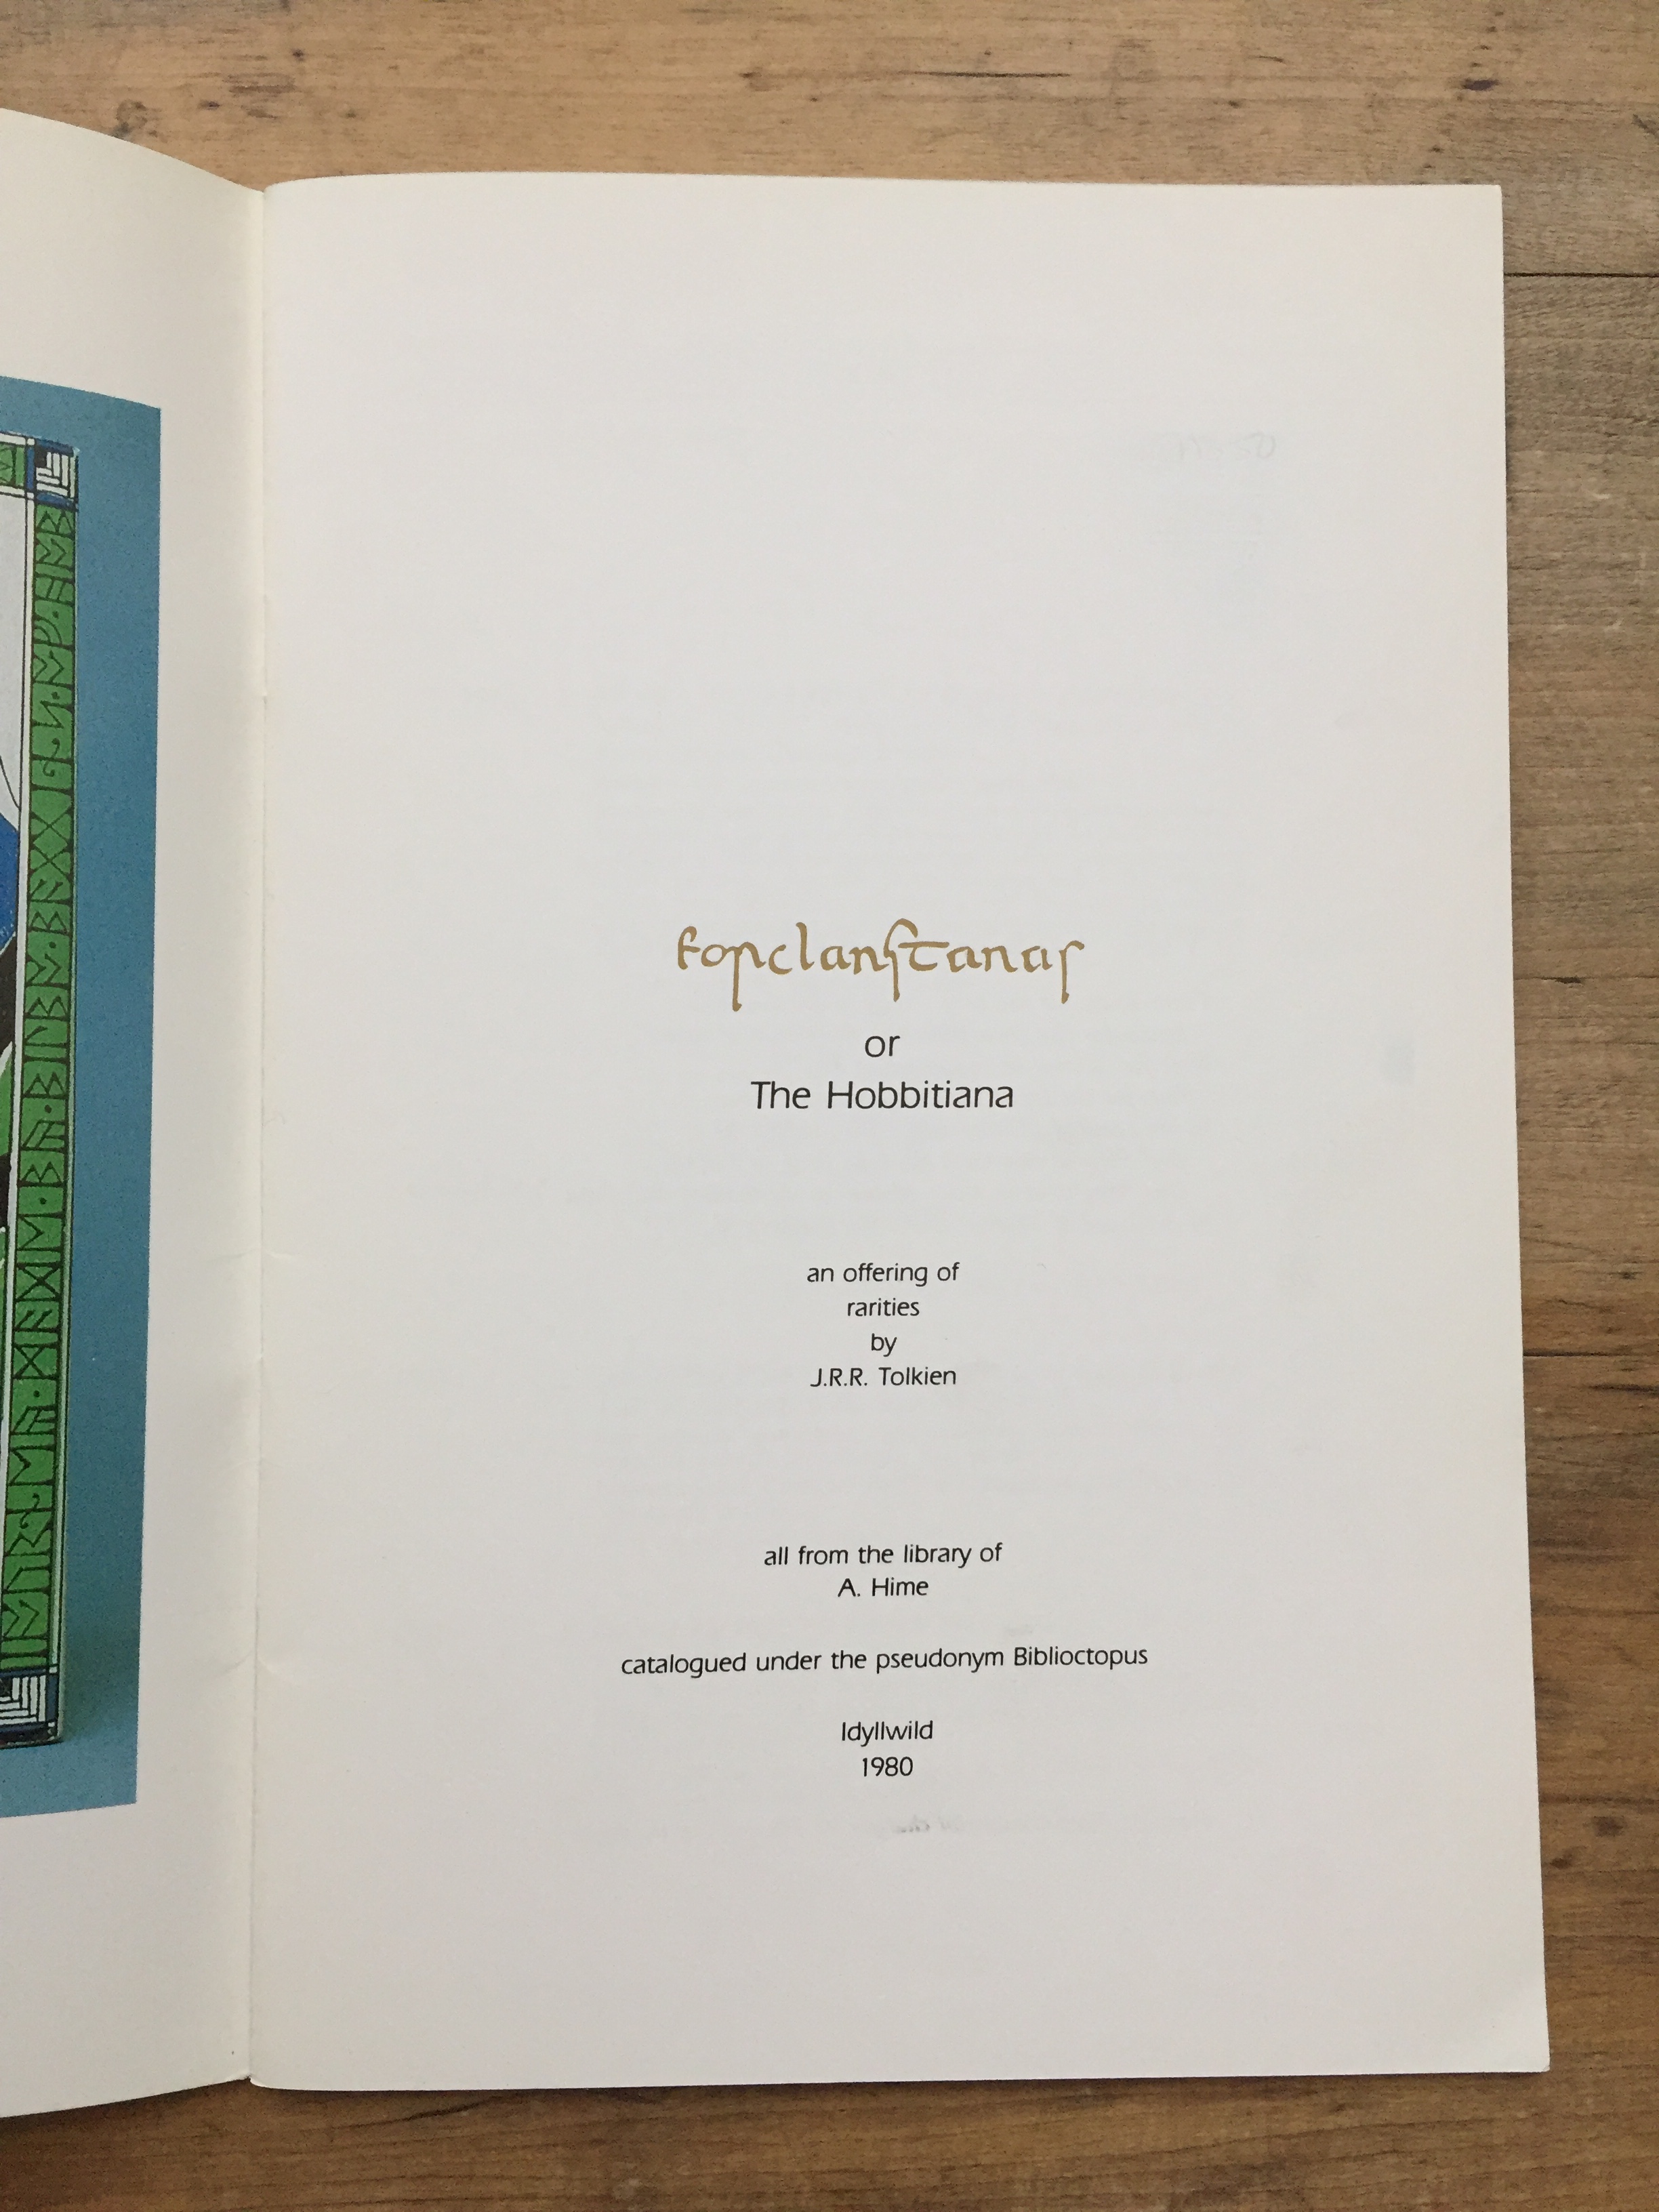 eorclanstanas
or
The Hobbitiana
an offering of
rarities
by
J.R.R. Tolkien
all from the library of
A. Hime
catalogued under the pseudonym Biblioctopus
Idyllwild
1980